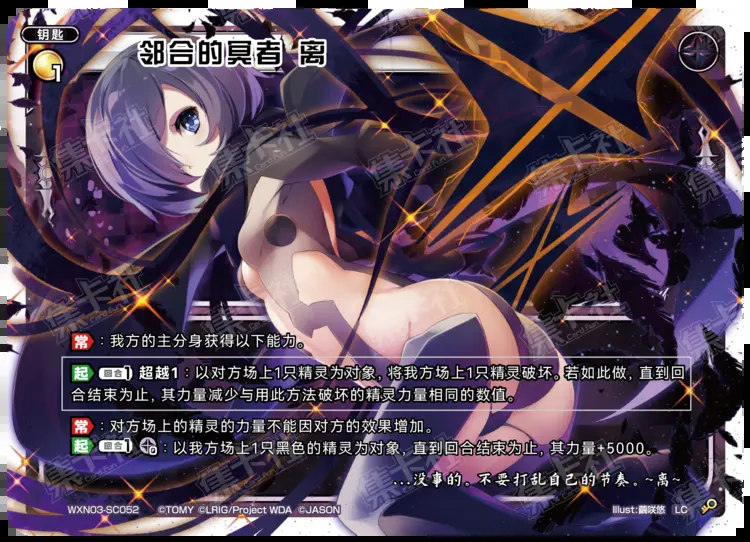 钥匙
1
邻合的冥者 离
集卡社
常：我方的主分身获得以下能力。
起 回合1 超越1：以对方场上1只精灵为对象，将我方场上1只精灵破坏。若如此做，直到回
合结束为止，其力量减少与用此方法破坏的精灵力量相同的数值。
常：对方场上的精灵的力量不能因对方的效果增加。
起 回合1 0：以我方场上1只黑色的精灵为对象，直到回合结束为止，其力量+5000。
...没事的。不要打乱自己的节奏。~离~
WXN03-SC052 ©TOMY ©LRIG/Project WDA ©JASON Illust:繭咲悠 LC